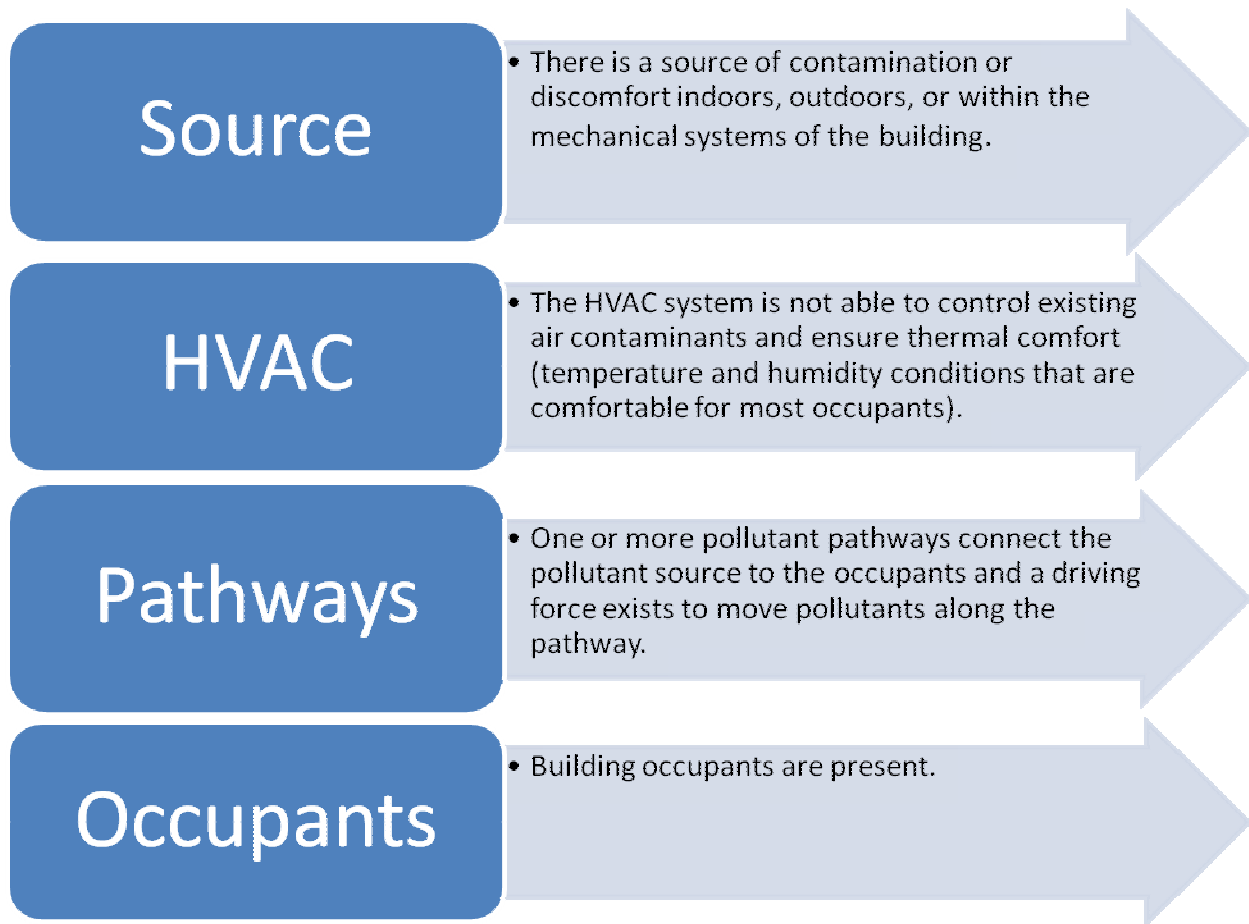 Source
• There is a source of contamination or
discomfort indoors, outdoors, or within the
mechanical systems of the building.
HVAC
• The HVAC system is not able to control existing
air contaminants and ensure thermal comfort
(temperature and humidity conditions that are
comfortable for most occupants).
Pathways
• One or more pollutant pathways connect the
pollutant source to the occupants and a driving
force exists to move pollutants along the
pathway.
Occupants
• Building occupants are present.